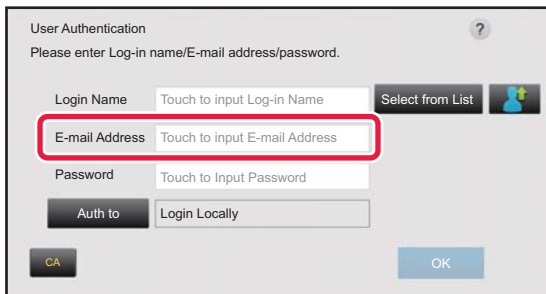 User Authentication
?
Please enter Log-in name/E-mail address/password.
Login Name Touch to input Log-in Name Select from List
E-mail Address Touch to input E-mail Address
Password Touch to Input Password
Auth to Login Locally
CA OK